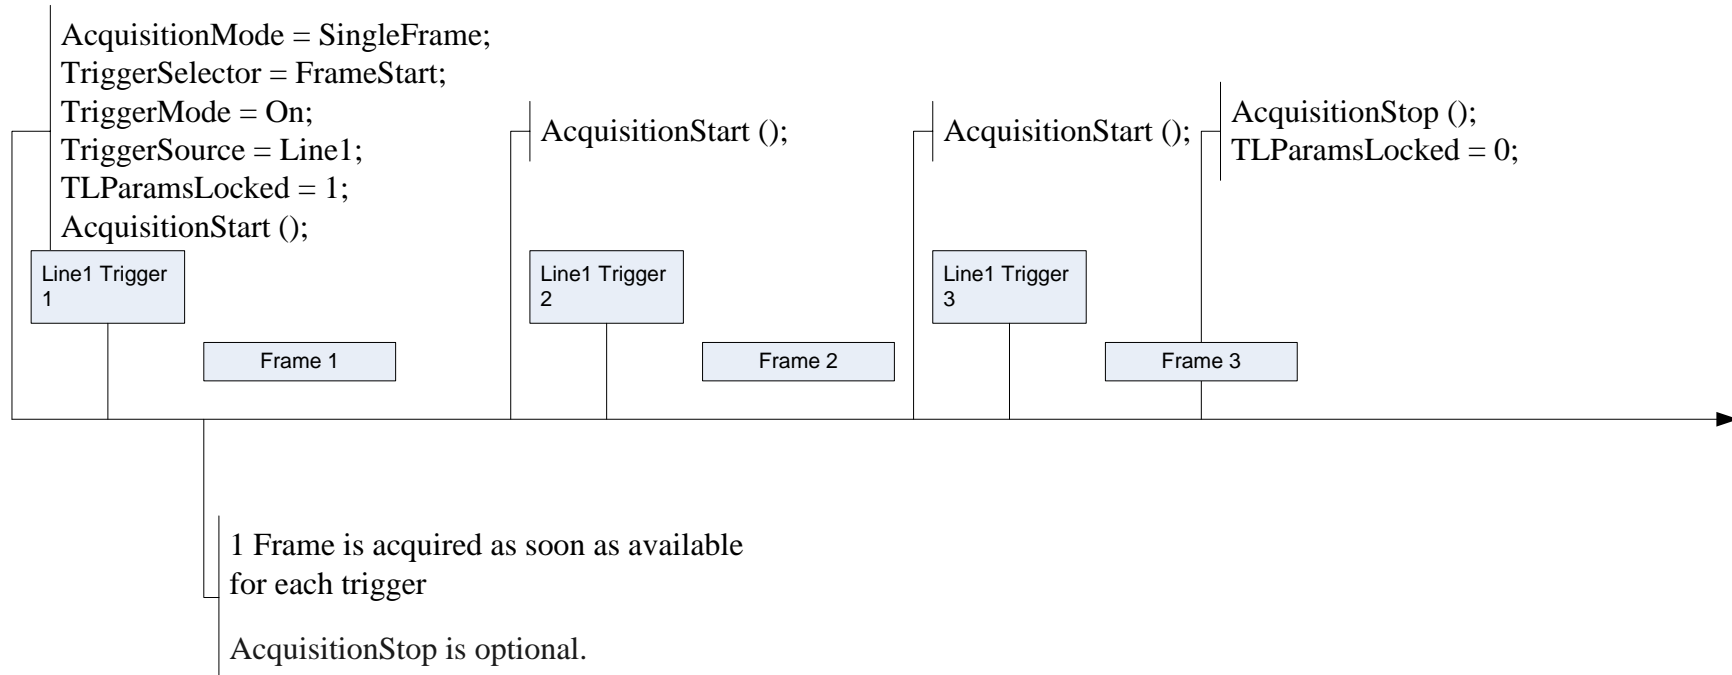 AcquisitionMode = SingleFrame;
TriggerSelector = FrameStart;
TriggerMode = On;
TriggerSource = Line1;
TLParamsLocked = 1;
AcquisitionStart ();
AcquisitionStart ();
AcquisitionStart ();
AcquisitionStop ();
TLParamsLocked = 0;
Line1 Trigger
1
Line1 Trigger
2
Line1 Trigger
3
Frame 1
Frame 2
Frame 3
1 Frame is acquired as soon as available
for each trigger
AcquisitionStop is optional.